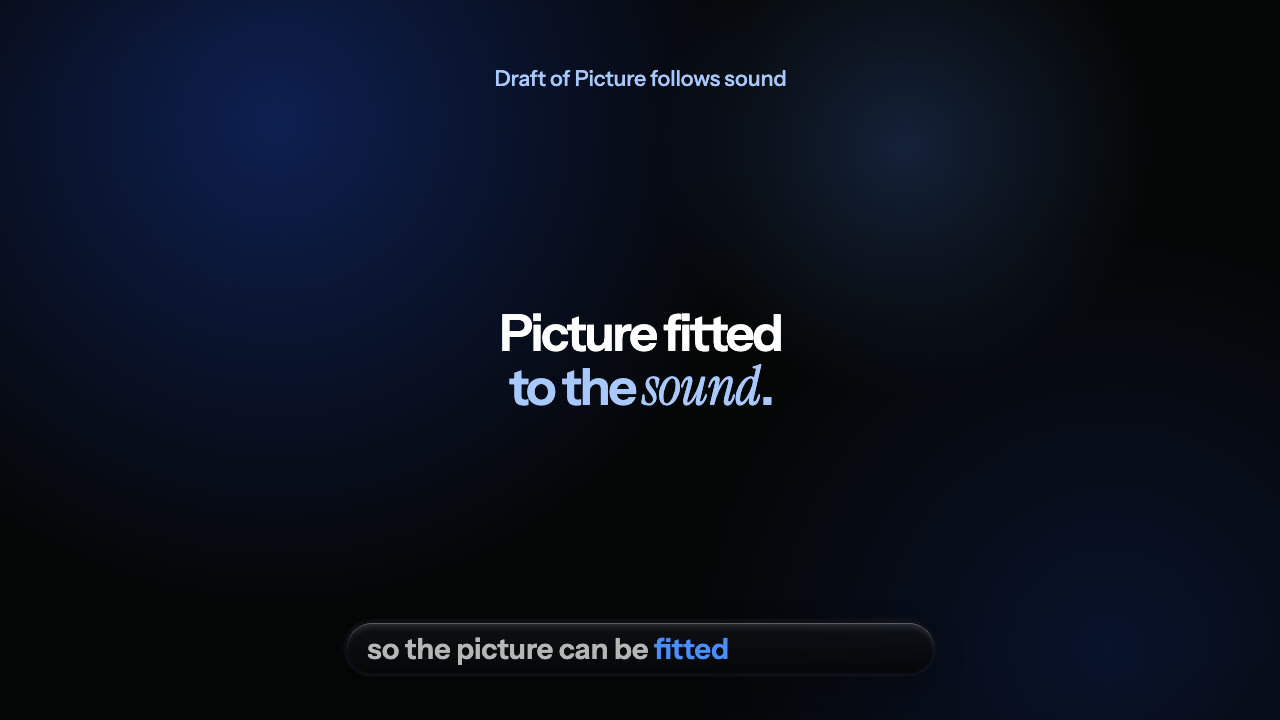 Draft of Picture follows sound
Picture fitted
to the sound.
so the picture can be fitted